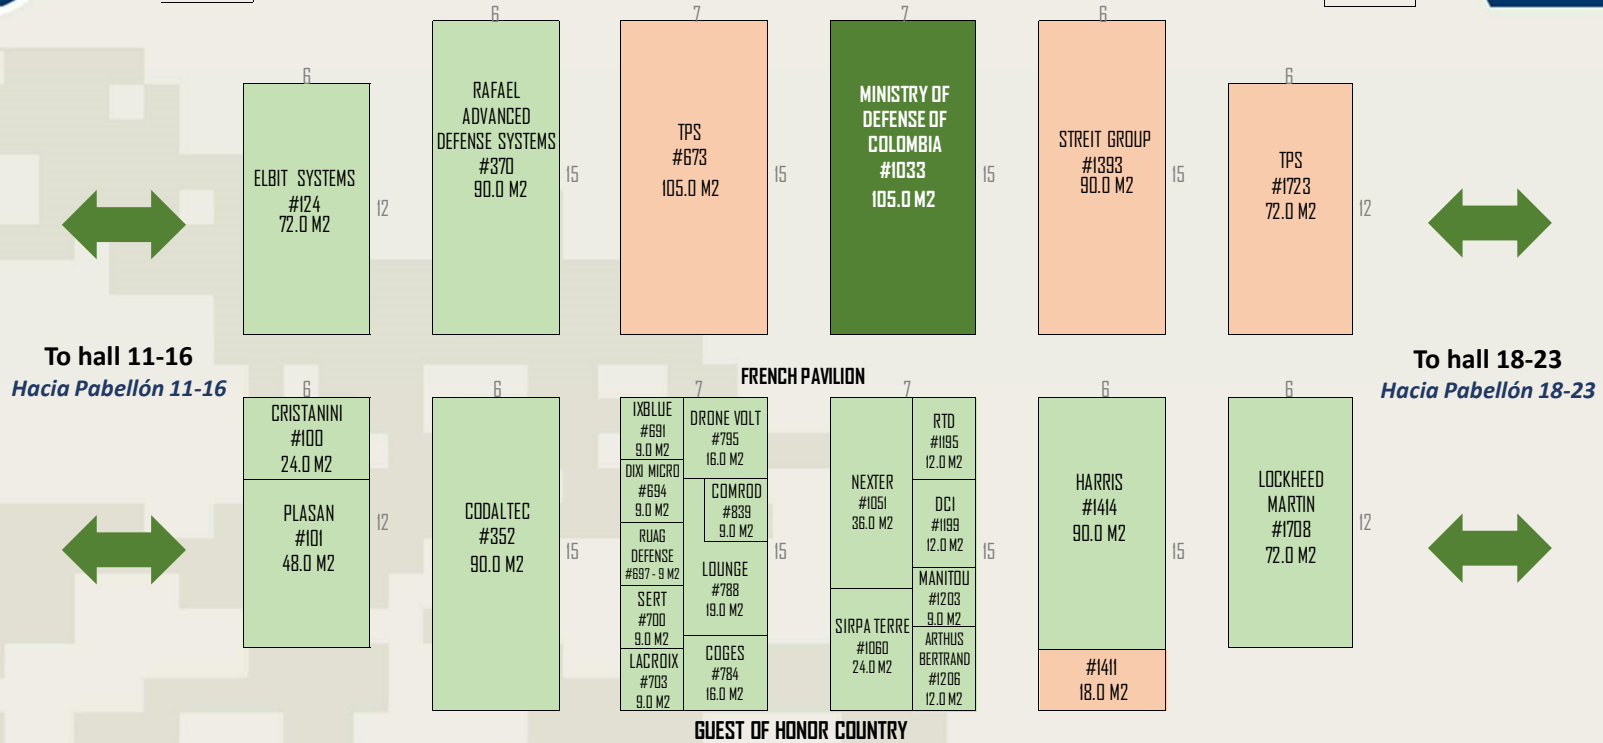 6
ELBIT SYSTEMS
#124
72.0 M2
12
6
RAFAEL
ADVANCED
DEFENSE SYSTEMS
#370
90.0 M2
15
7
TPS
#673
105.0 M2
15
7
MINISTRY OF
DEFENSE OF
COLOMBIA
#1033
105.0 M2
15
6
STREIT GROUP
#1393
90.0 M2
15
6
TPS
#1723
72.0 M2
12
To hall 11-16
Hacia Pabellón 11-16
To hall 18-23
Hacia Pabellón 18-23
FRENCH PAVILION
6
CRISTANINI
#100
24.0 M2
PLASAN
#101
48.0 M2
12
6
CODALTEC
#352
90.0 M2
15
7
IXBLUE
#691
9.0 M2
DIXI MICRO
#694
9.0 M2
RUAG
DEFENSE
#697 - 9 M2
SERT
#700
9.0 M2
LACROIX
#703
9.0 M2
DRONE VOLT
#795
16.0 M2
COMROD
#839
9.0 M2
LOUNGE
#788
19.0 M2
COGES
#784
16.0 M2
15
7
NEXTER
#1051
36.0 M2
SIRPA TERRE
#1060
24.0 M2
RTD
#1195
12.0 M2
DCI
#1199
12.0 M2
MANITOU
#1203
9.0 M2
ARTHUS
BERTRAND
#1206
12.0 M2
15
6
HARRIS
#1414
90.0 M2
#1411
18.0 M2
15
6
LOCKHEED
MARTIN
#1708
72.0 M2
12
GUEST OF HONOR COUNTRY